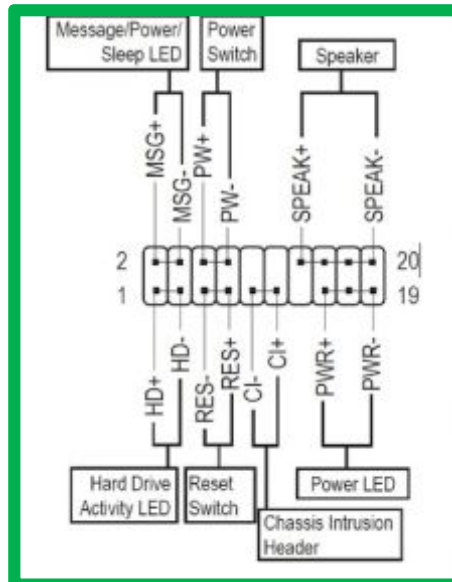 Message/Power/
Sleep LED
Power
Switch
Speaker
MSG+
MSG-
PW+
PW-
SPEAK+
SPEAK-
2
20
1
19
HD+
HD-
RES-
RES+
CI-
CI+
PWR+
PWR-
Hard Drive
Activity LED
Reset
Switch
Power LED
Chassis Intrusion
Header